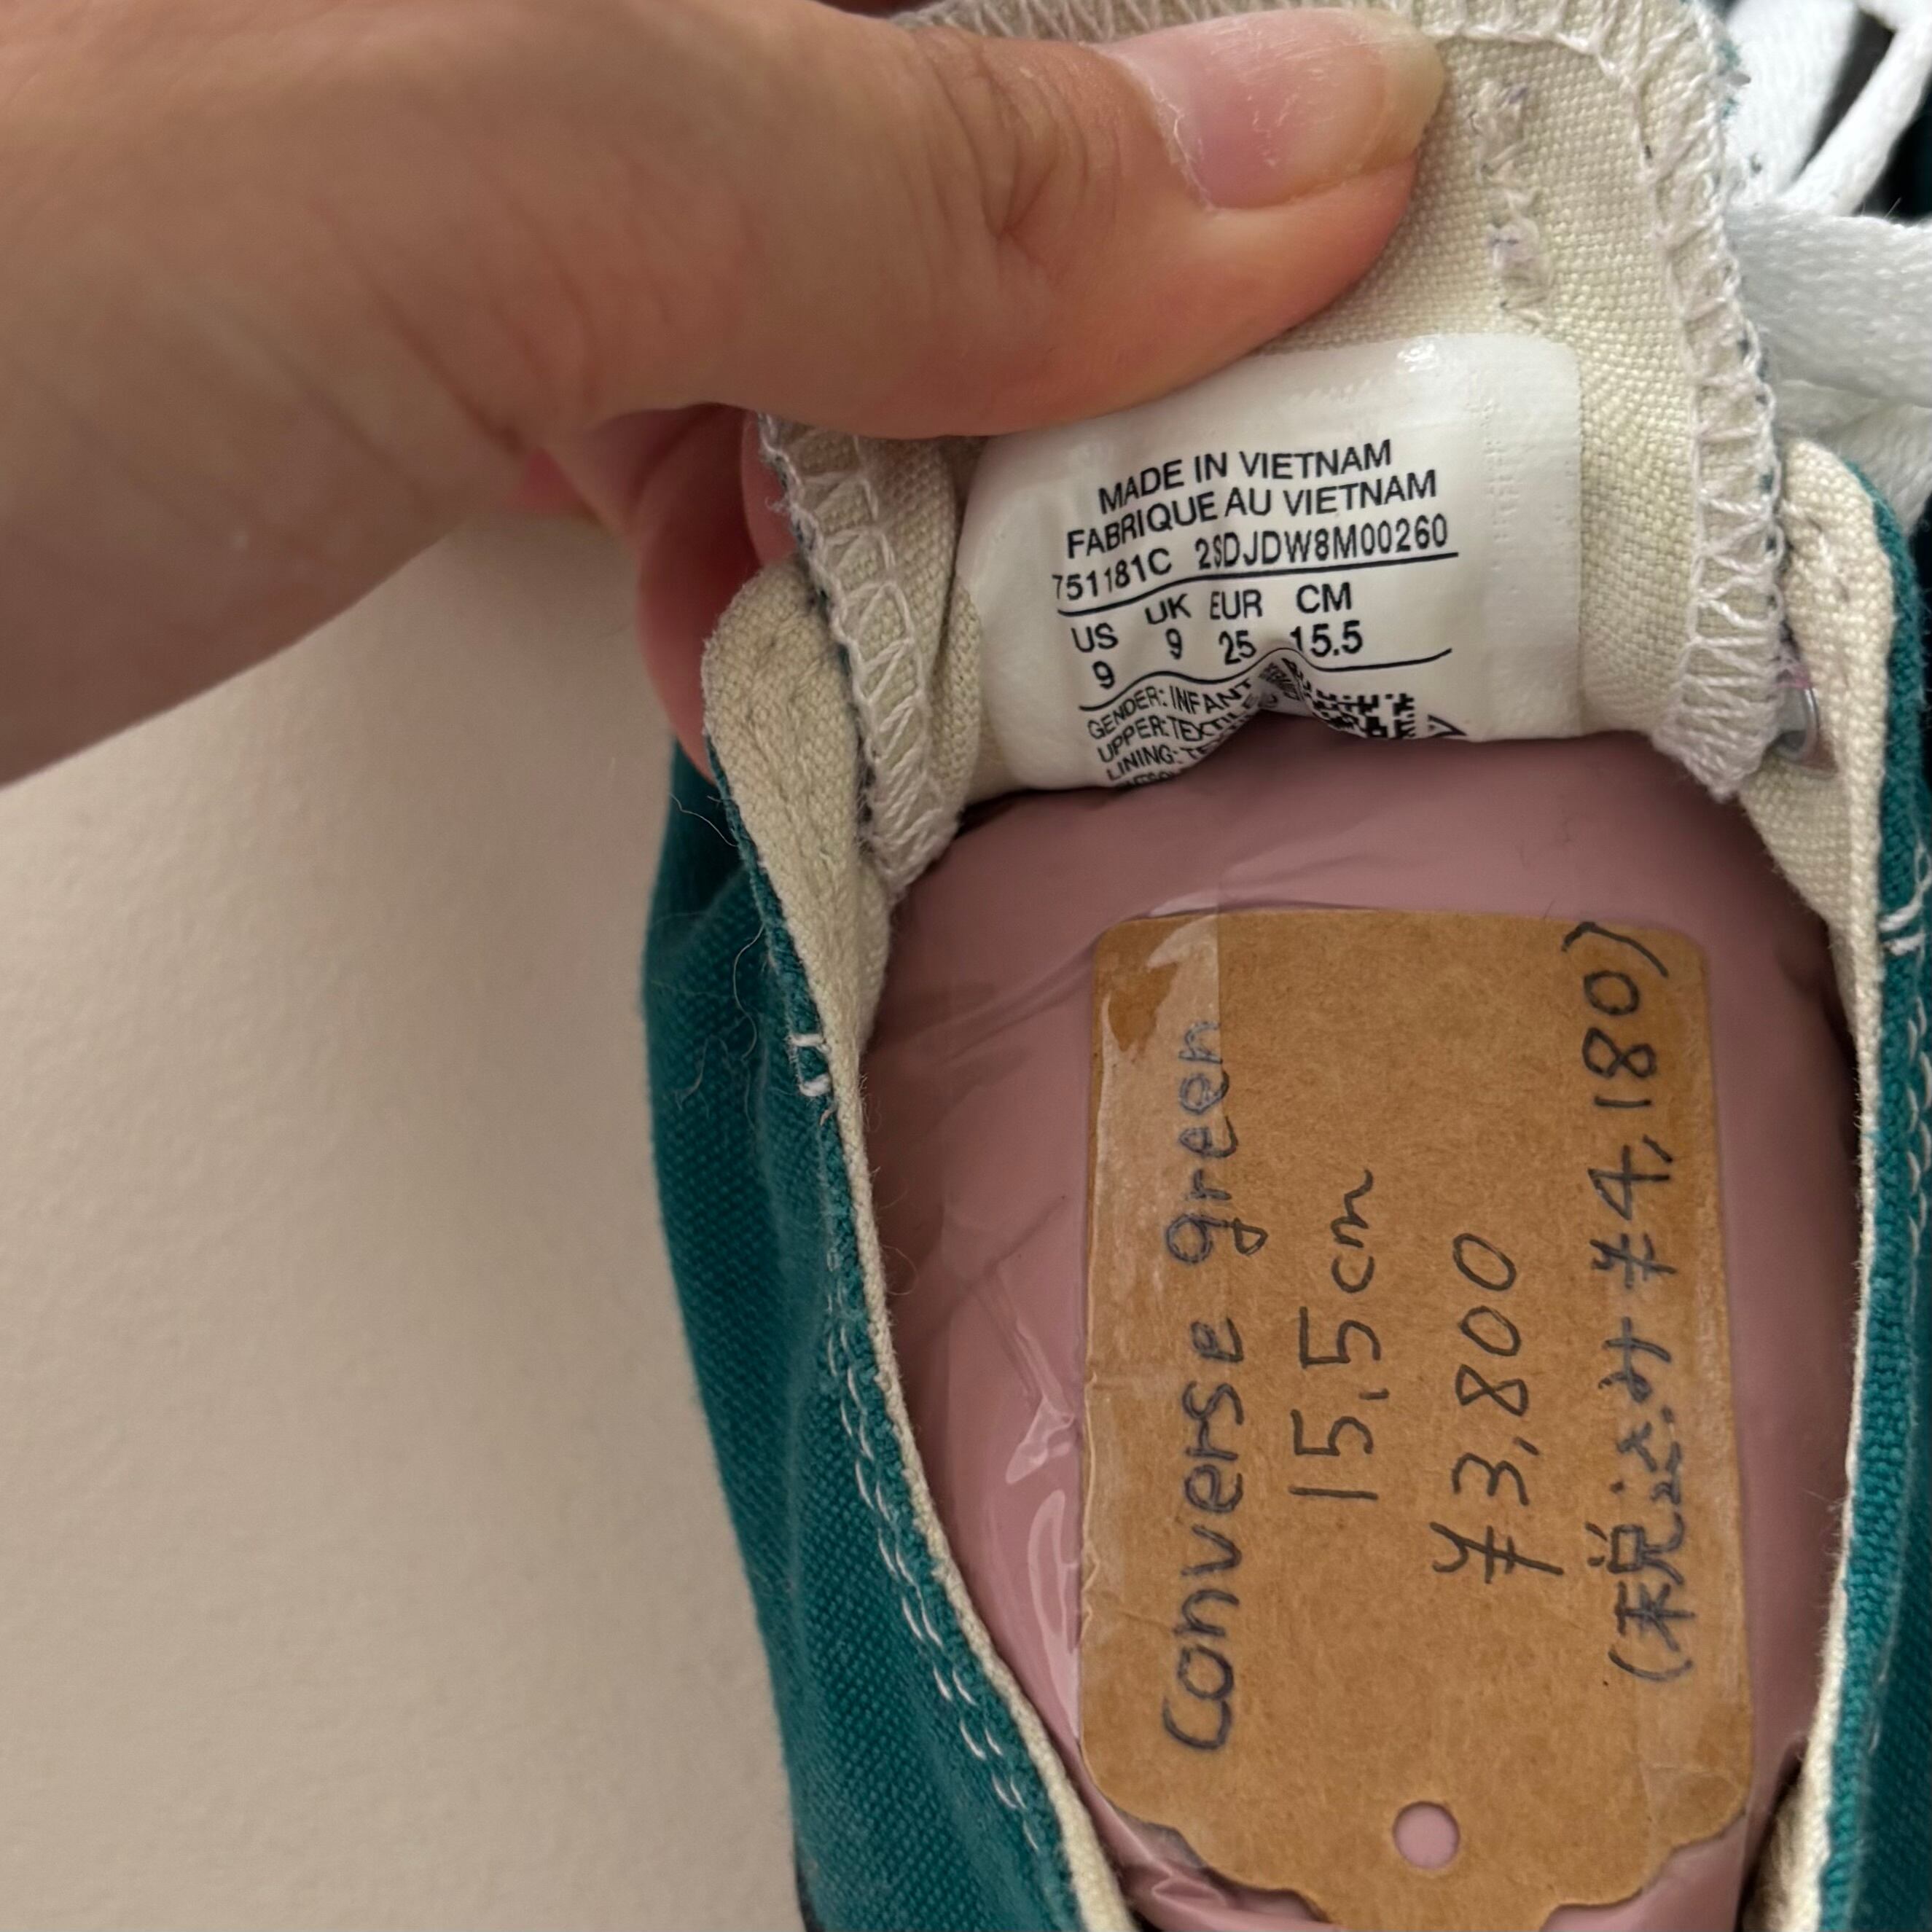 MADE IN VIETNAM
FABRIQUE AU VIETNAM
751181C 2SDJDW8M00260
US UK EUR CM
9 9 25 15.5
GENDER: INFANT
UPPER: TEXTILE
LINING:
Converse green
15,5cm
¥3,800
(税込み ¥4,180)